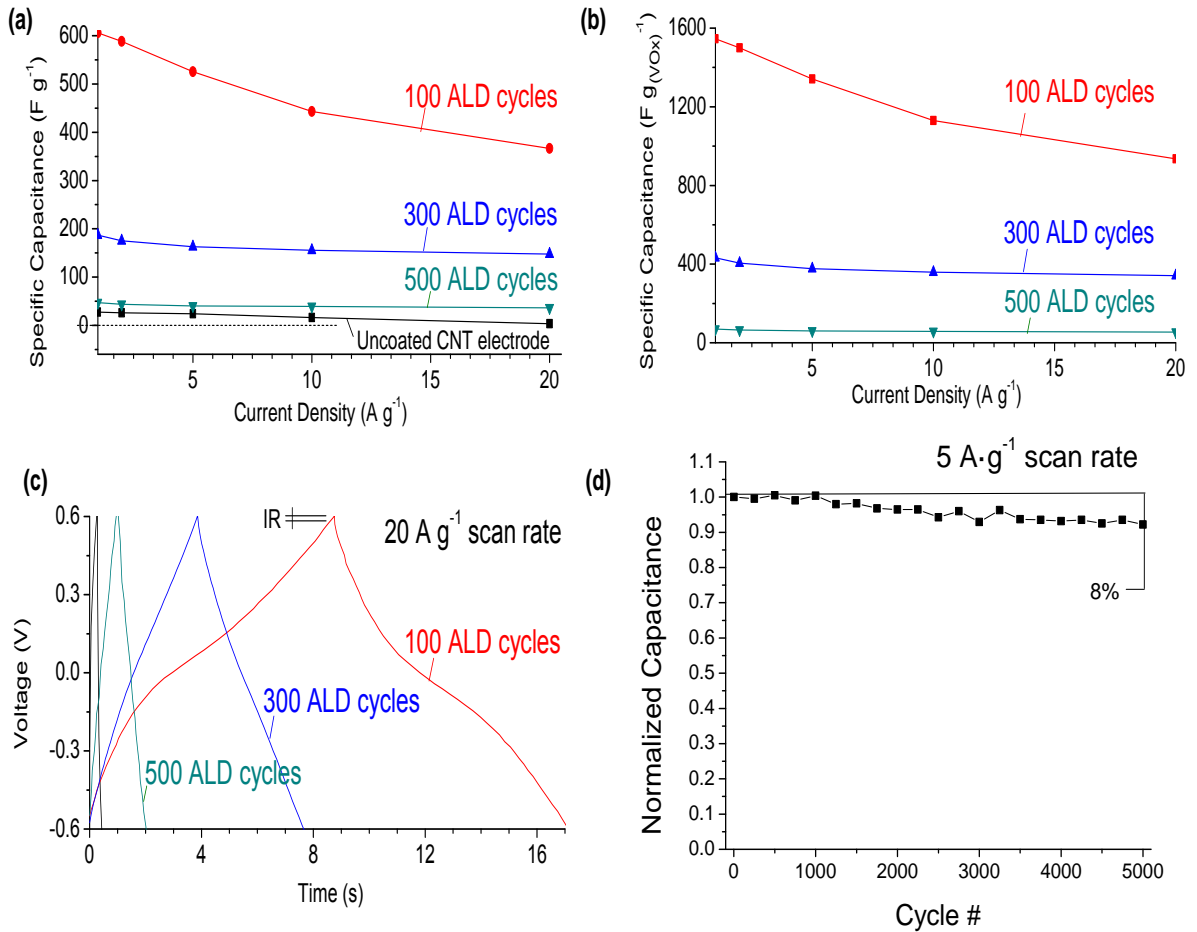 (a)
600
500
400
300
200
100
0
Specific Capacitance (F g⁻¹)
100 ALD cycles
300 ALD cycles
500 ALD cycles
Uncoated CNT electrode
5
10
15
20
Current Density (A g⁻¹)
(b)
1600
1200
800
400
0
Specific Capacitance (F g(VOx)⁻¹)
100 ALD cycles
300 ALD cycles
500 ALD cycles
5
10
15
20
Current Density (A g⁻¹)
(c)
0.6
0.3
0.0
-0.3
-0.6
Voltage (V)
IR
20 A g⁻¹ scan rate
100 ALD cycles
300 ALD cycles
500 ALD cycles
0
4
8
12
16
Time (s)
(d)
5 A·g⁻¹ scan rate
1.1
1.0
0.9
0.8
0.7
0.6
0.5
0.4
0.3
0.2
0.1
0.0
Normalized Capacitance
8%
0
1000
2000
3000
4000
5000
Cycle #